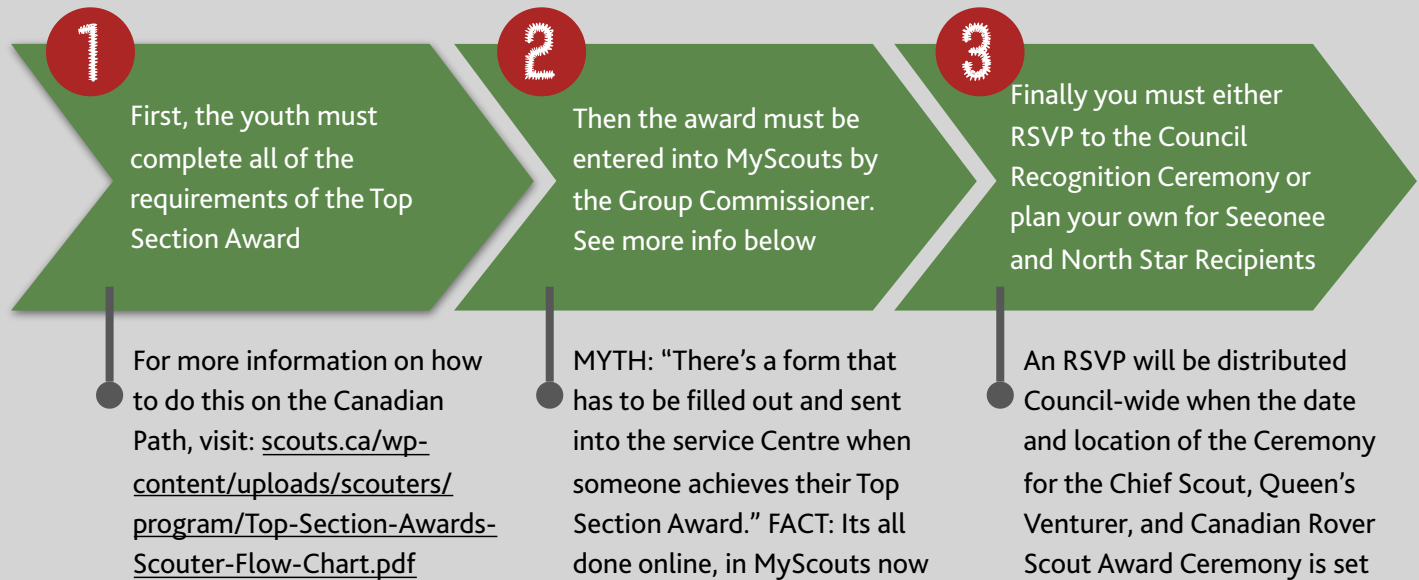 1
First, the youth must
complete all of the
requirements of the Top
Section Award
For more information on how
to do this on the Canadian
Path, visit: scouts.ca/wp-
content/uploads/scouters/
program/Top-Section-Awards-
Scouter-Flow-Chart.pdf
2
Then the award must be
entered into MyScouts by
the Group Commissioner.
See more info below
MYTH: “There’s a form that
has to be filled out and sent
into the service Centre when
someone achieves their Top
Section Award.” FACT: Its all
done online, in MyScouts now
3
Finally you must either
RSVP to the Council
Recognition Ceremony or
plan your own for Seeonee
and North Star Recipients
An RSVP will be distributed
Council-wide when the date
and location of the Ceremony
for the Chief Scout, Queen’s
Venturer, and Canadian Rover
Scout Award Ceremony is set